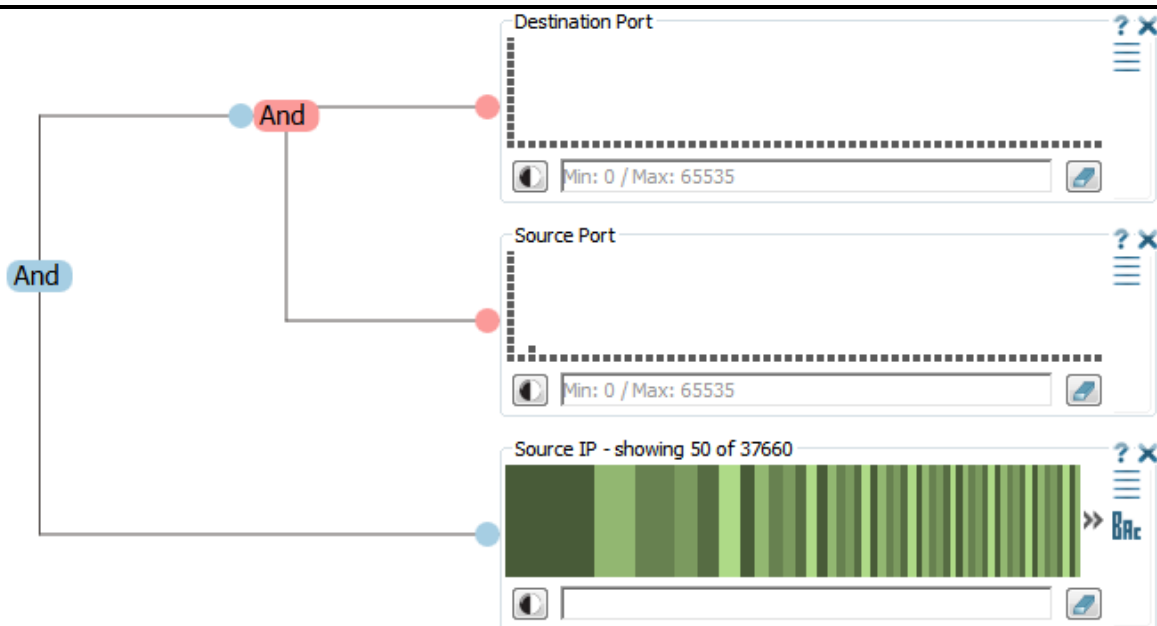 Destination Port
?
And
Min: 0 / Max: 65535
Source Port
?
And
Min: 0 / Max: 65535
Source IP - showing 50 of 37660
?
»
BAc